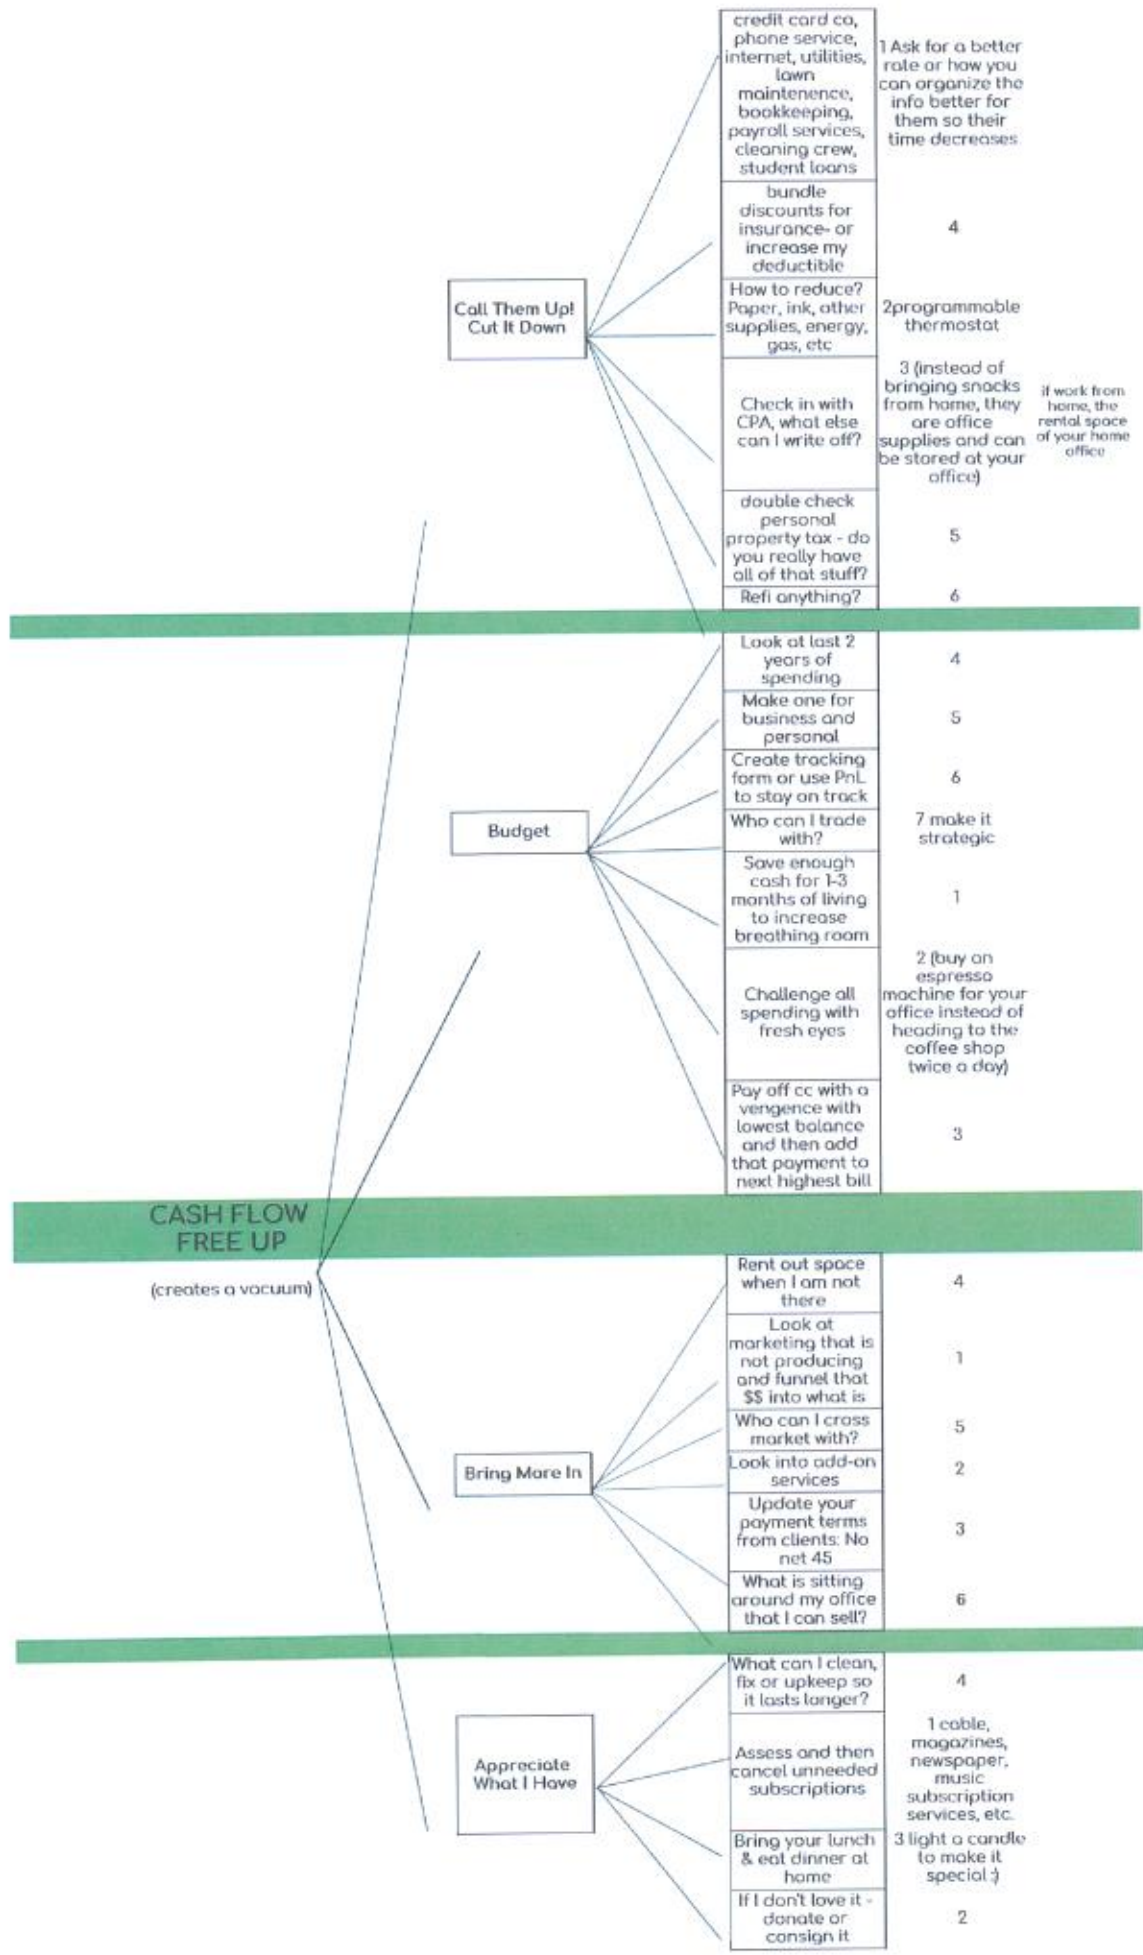 credit card co,
phone service,
internet, utilities,
lawn
maintenence,
bookkeeping,
payroll services,
cleaning crew,
student loans
1 Ask for a better
rate or how you
can organize the
info better for
them so their
time decreases
bundle
discounts for
insurance- or
increase my
deductible
4
Call Them Up!
Cut It Down
How to reduce?
Paper, ink, other
supplies, energy,
gas, etc
2programmable
thermostat
Check in with
CPA, what else
can I write off?
3 (instead of
bringing snacks
from home, they
are office
supplies and can
be stored at your
office)
if work from
home, the
rental space
of your home
office
double check
personal
property tax - do
you really have
all of that stuff?
5
Refi anything?
6
Look at last 2
years of
spending
4
Make one for
business and
personal
5
Create tracking
form or use PnL
to stay on track
6
Budget
Who can I trade
with?
7 make it
strategic
Save enough
cash for 1-3
months of living
to increase
breathing room
1
Challenge all
spending with
fresh eyes
2 (buy an
espresso
machine for your
office instead of
heading to the
coffee shop
twice a day)
Pay off cc with a
vengence with
lowest balance
and then add
that payment to
next highest bill
3
CASH FLOW
FREE UP
(creates a vacuum)
Rent out space
when I am not
there
4
Look at
marketing that is
not producing
and funnel that
$$ into what is
1
Who can I cross
market with?
5
Bring More In
Look into add-on
services
2
Update your
payment terms
from clients: No
net 45
3
What is sitting
around my office
that I can sell?
6
What can I clean,
fix or upkeep so
it lasts longer?
4
Appreciate
What I Have
Assess and then
cancel unneeded
subscriptions
1 cable,
magazines,
newspaper,
music
subscription
services, etc.
Bring your lunch
& eat dinner at
home
3 light a candle
to make it
special :)
If I don't love it -
donate or
consign it
2